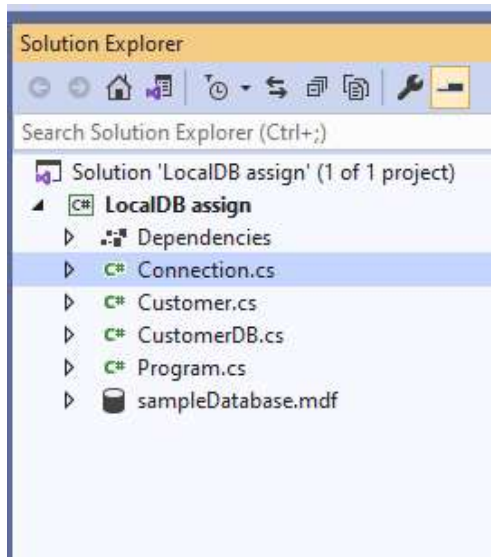 Solution Explorer
Search Solution Explorer (Ctrl+;)
Solution 'LocalDB assign' (1 of 1 project)
C# LocalDB assign
Dependencies
C# Connection.cs
C# Customer.cs
C# CustomerDB.cs
C# Program.cs
sampleDatabase.mdf